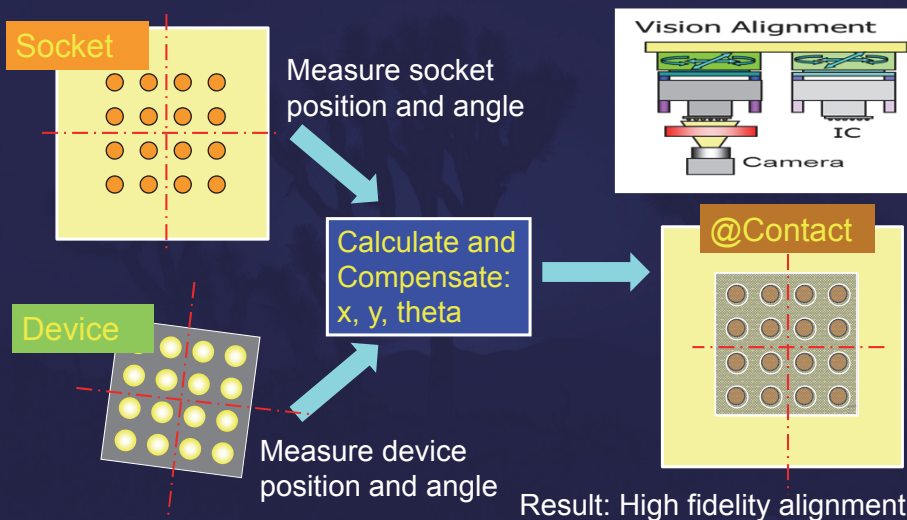 Socket
Measure socket
position and angle
Vision Alignment
IC
Camera
Calculate and
Compensate:
x, y, theta
@Contact
Device
Measure device
position and angle
Result: High fidelity alignment